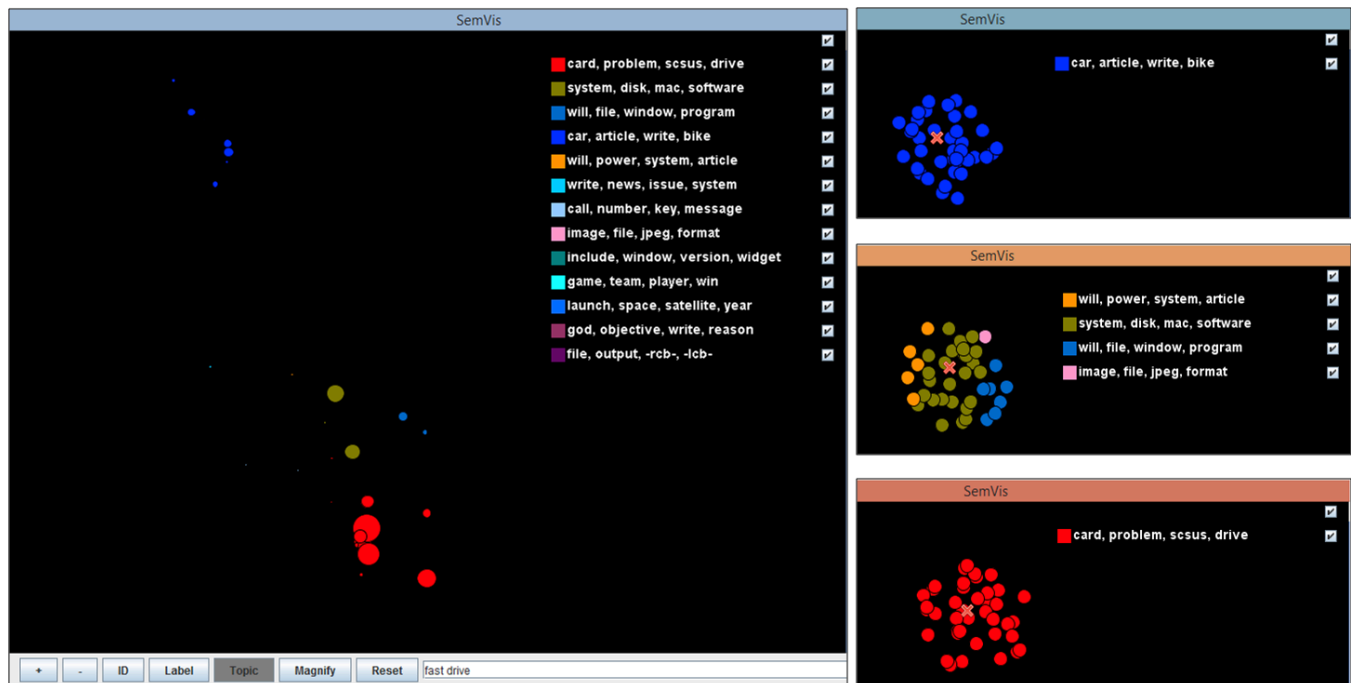 SemVis
card, problem, scsus, drive
system, disk, mac, software
will, file, window, program
car, article, write, bike
will, power, system, article
write, news, issue, system
call, number, key, message
image, file, jpeg, format
include, window, version, widget
game, team, player, win
launch, space, satellite, year
god, objective, write, reason
file, output, -rcb-, -lcb-
+ - ID Label Topic Magnify Reset fast drive
SemVis
car, article, write, bike
SemVis
will, power, system, article
system, disk, mac, software
will, file, window, program
image, file, jpeg, format
SemVis
card, problem, scsus, drive